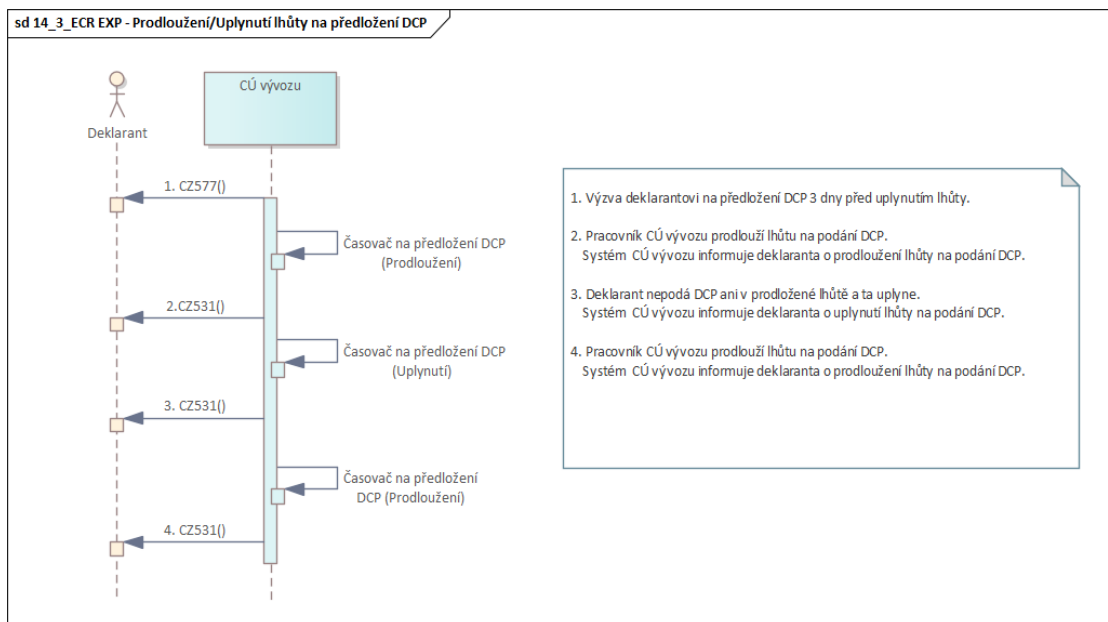 sd 14_3_ECR EXP - Prodloužení/Uplynutí lhůty na předložení DCP
CÚ vývozu
Deklarant
1. CZ577()
Časovač na předložení DCP
(Prodloužení)
2.CZ531()
Časovač na předložení DCP
(Uplynutí)
3. CZ531()
Časovač na předložení
DCP (Prodloužení)
4. CZ531()
1. Výzva deklarantovi na předložení DCP 3 dny před uplynutím lhůty.
2. Pracovník CÚ vývozu prodlouží lhůtu na podání DCP.
Systém CÚ vývozu informuje deklaranta o prodloužení lhůty na podání DCP.
3. Deklarant nepodá DCP ani v prodložené lhůtě a ta uplyne.
Systém CÚ vývozu informuje deklaranta o uplynutí lhůty na podání DCP.
4. Pracovník CÚ vývozu prodlouží lhůtu na podání DCP.
Systém CÚ vývozu informuje deklaranta o prodloužení lhůty na podání DCP.